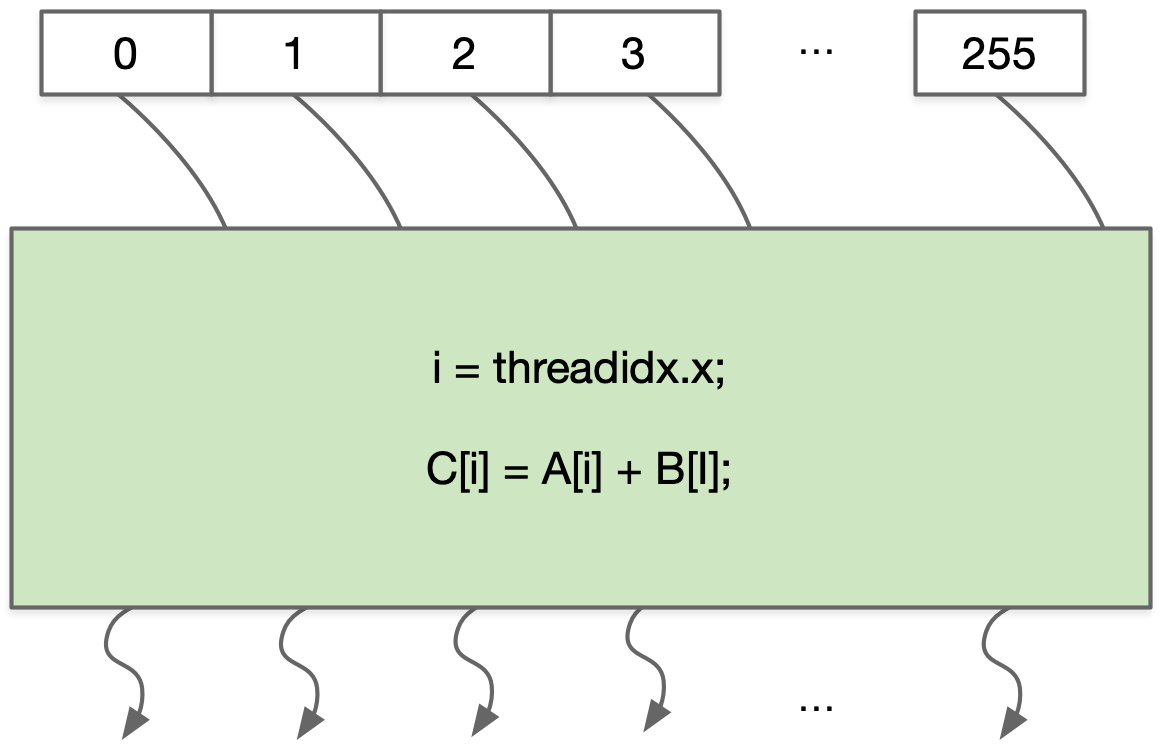 0 1 2 3 ... 255
i = threadidx.x;
C[i] = A[i] + B[I];
...